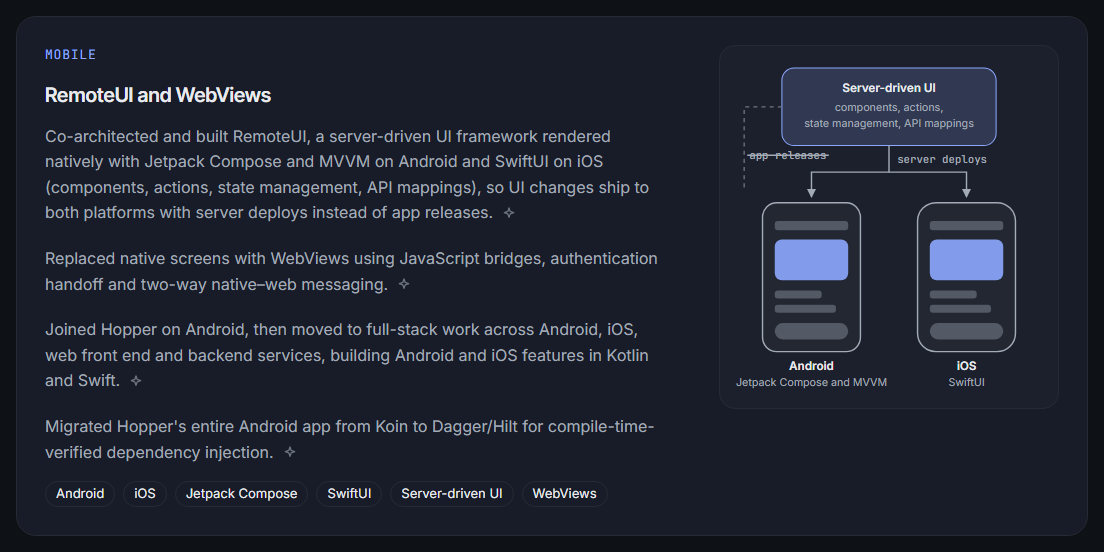 MOBILE
RemoteUI and WebViews
Co-architected and built RemoteUI, a server-driven UI framework rendered
natively with Jetpack Compose and MVVM on Android and SwiftUI on iOS
(components, actions, state management, API mappings), so UI changes ship to
both platforms with server deploys instead of app releases.
Replaced native screens with WebViews using JavaScript bridges, authentication
handoff and two-way native–web messaging.
Joined Hopper on Android, then moved to full-stack work across Android, iOS,
web front end and backend services, building Android and iOS features in Kotlin
and Swift.
Migrated Hopper's entire Android app from Koin to Dagger/Hilt for compile-time-
verified dependency injection.
Android
iOS
Jetpack Compose
SwiftUI
Server-driven UI
WebViews
Server-driven UI
components, actions,
state management, API mappings
app releases
server deploys
Android
Jetpack Compose and MVVM
iOS
SwiftUI